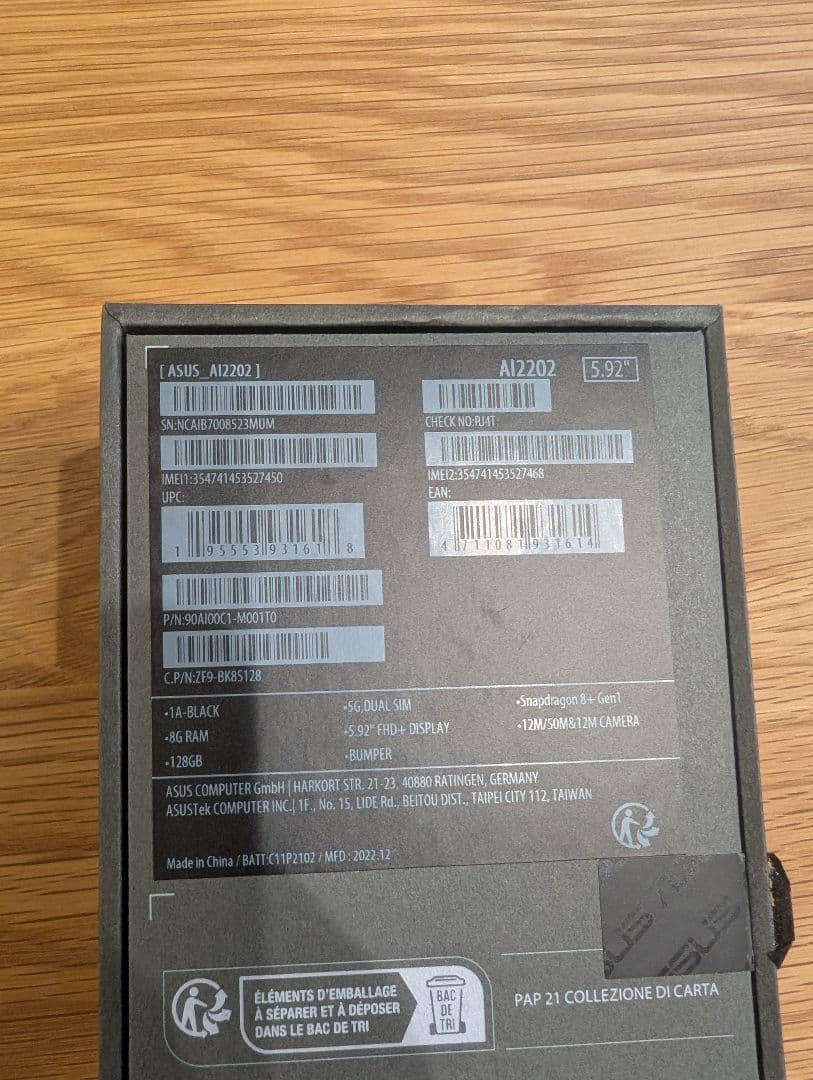 [ ASUS_AI2202 ]
AI2202
5.92"
SN:NCAIB7008523MUM
CHECK NO:RJ4T
IMEI1:354741453527450
IMEI2:354741453527468
UPC:
EAN:
1 95553 93161 8
4 711081 931614
P/N:90AI00C1-M001T0
C.P/N:ZF9-BK8S128
•1A-BLACK
•8G RAM
•128GB
•5G,DUAL SIM
•5.92" FHD+ DISPLAY
•BUMPER
•Snapdragon 8+ Gen1
•12M/50M&12M CAMERA
ASUS COMPUTER GmbH | HARKORT STR. 21-23, 40880 RATINGEN, GERMANY
ASUSTek COMPUTER INC.| 1F., No. 15, LIDE Rd., BEITOU DIST., TAIPEI CITY 112, TAIWAN
Made in China / BATT:C11P2102 / MFD : 2022.12
ÉLÉMENTS D'EMBALLAGE
À SÉPARER ET À DÉPOSER
DANS LE BAC DE TRI
BAC
DE
TRI
PAP 21 COLLEZIONE DI CARTA